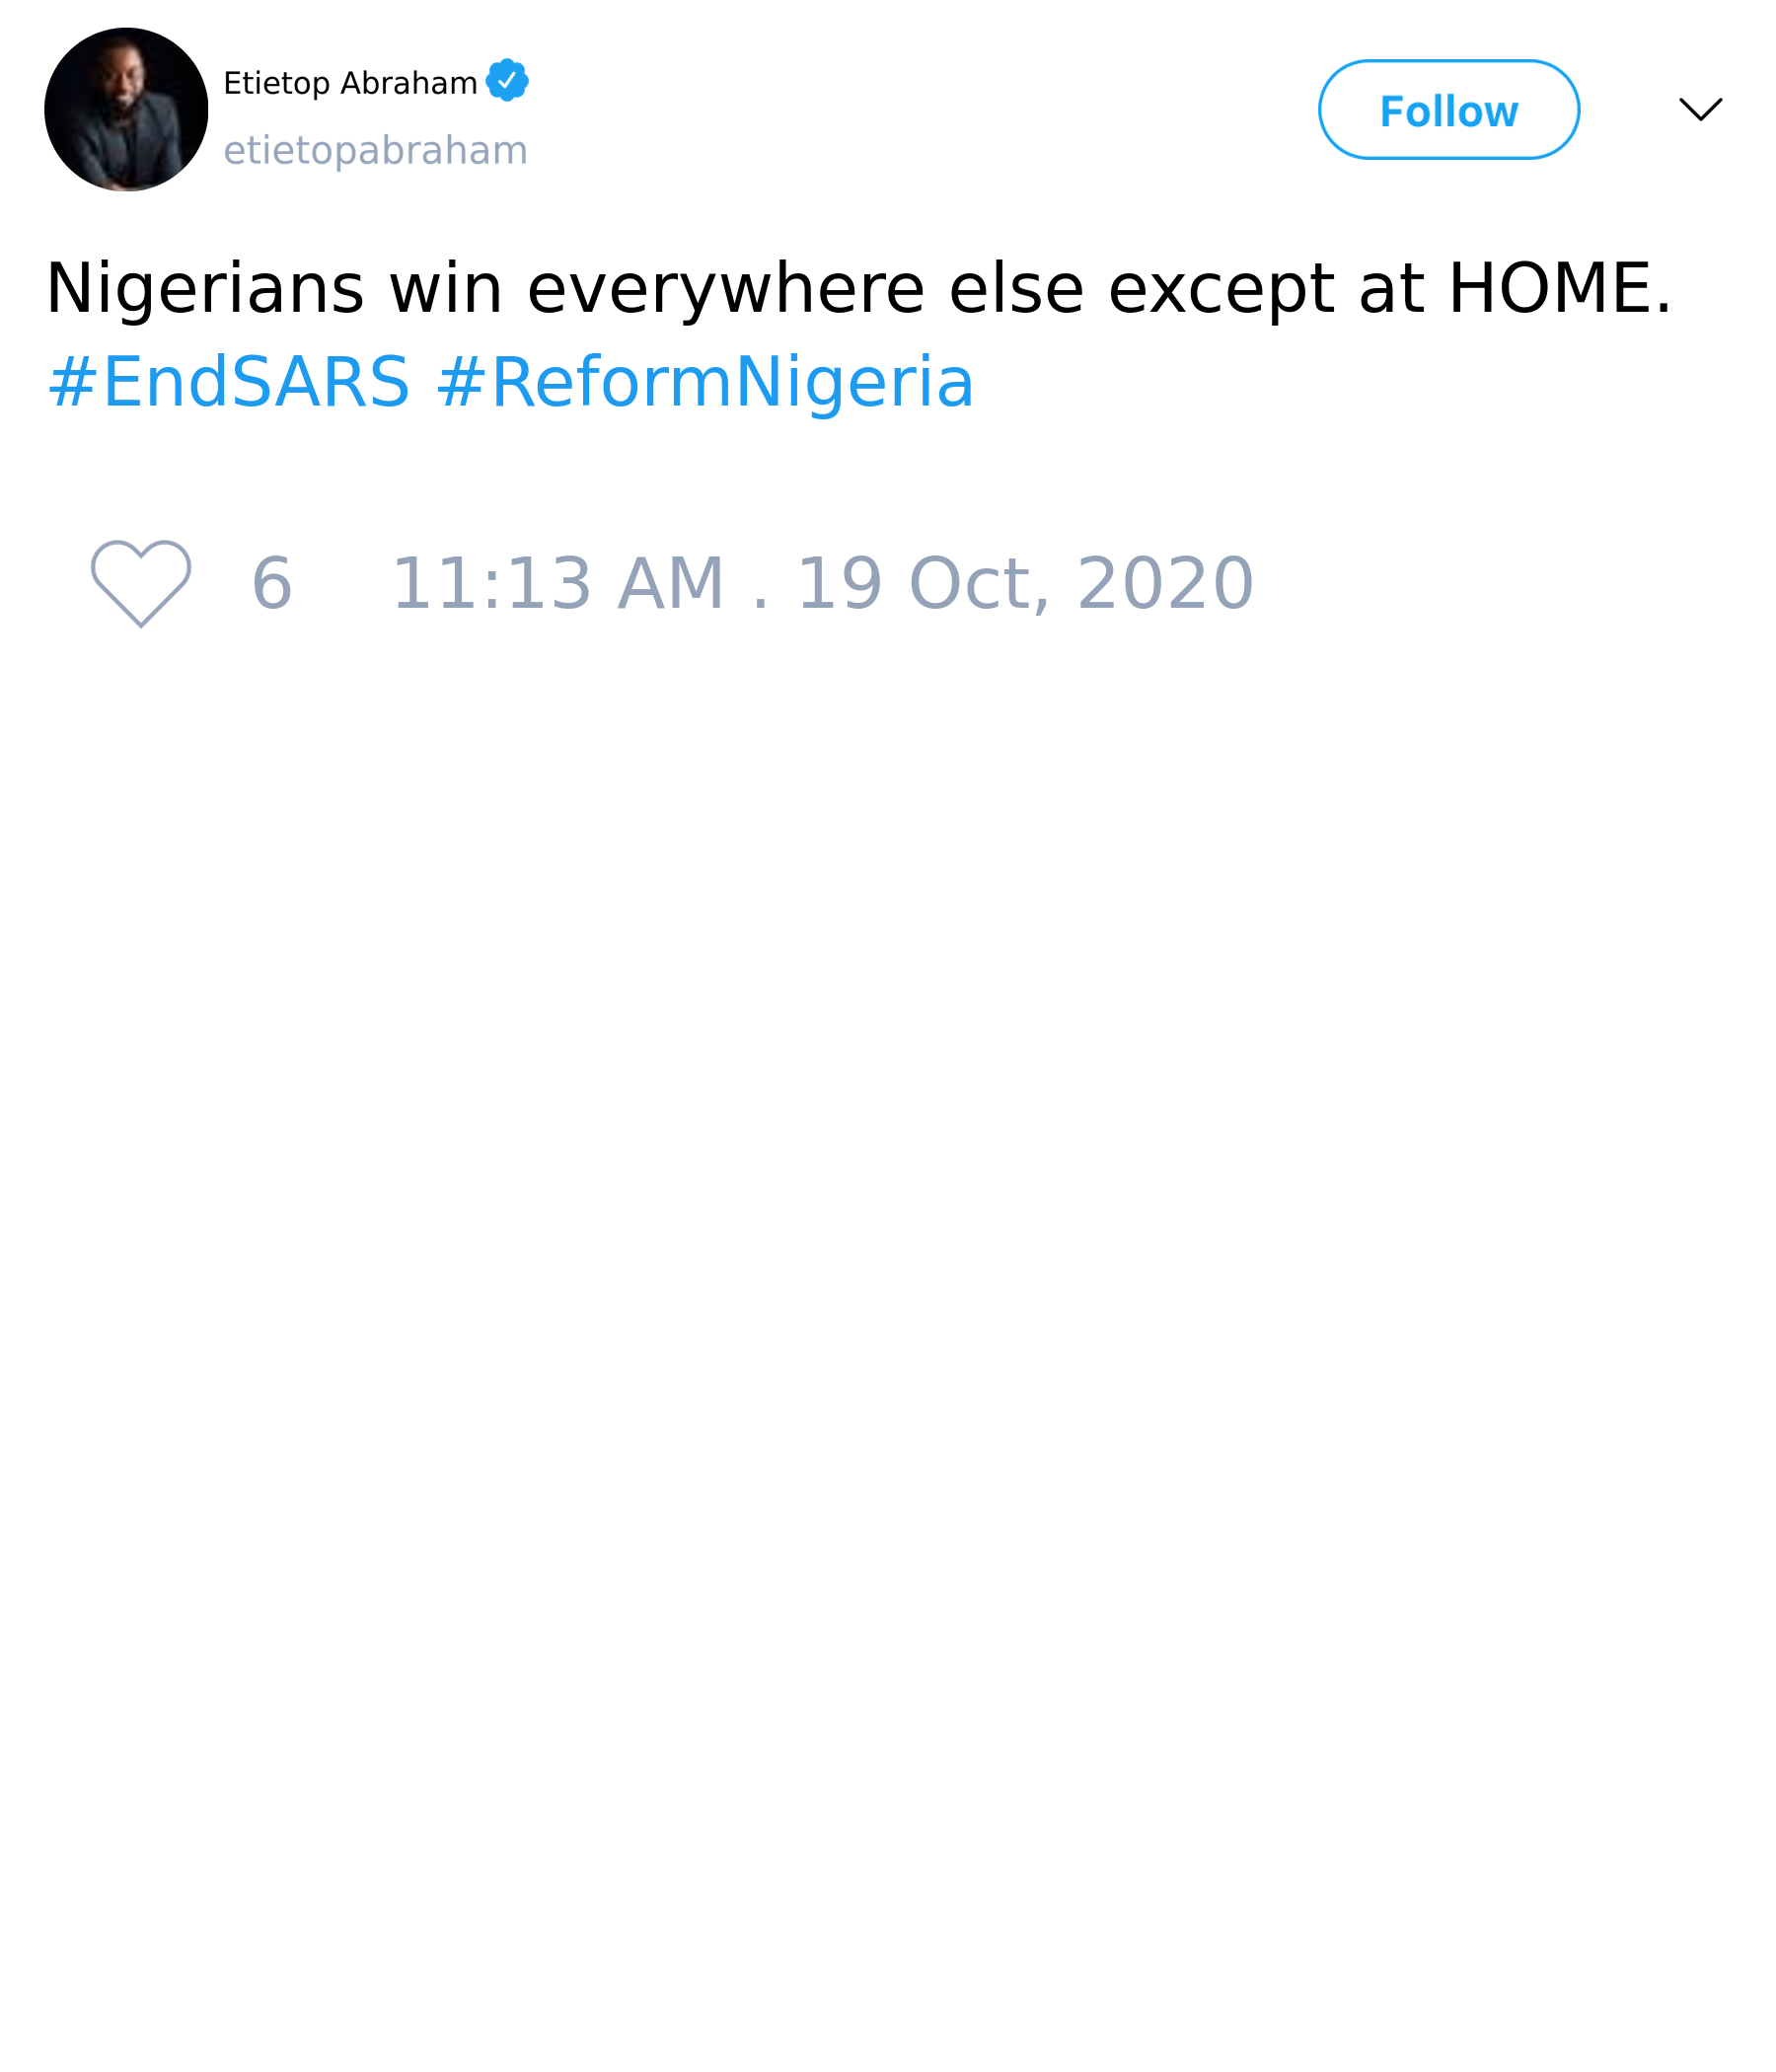 Etietop Abraham
etietopabraham
Follow
Nigerians win everywhere else except at HOME.
#EndSARS #ReformNigeria
6 11:13 AM . 19 Oct, 2020